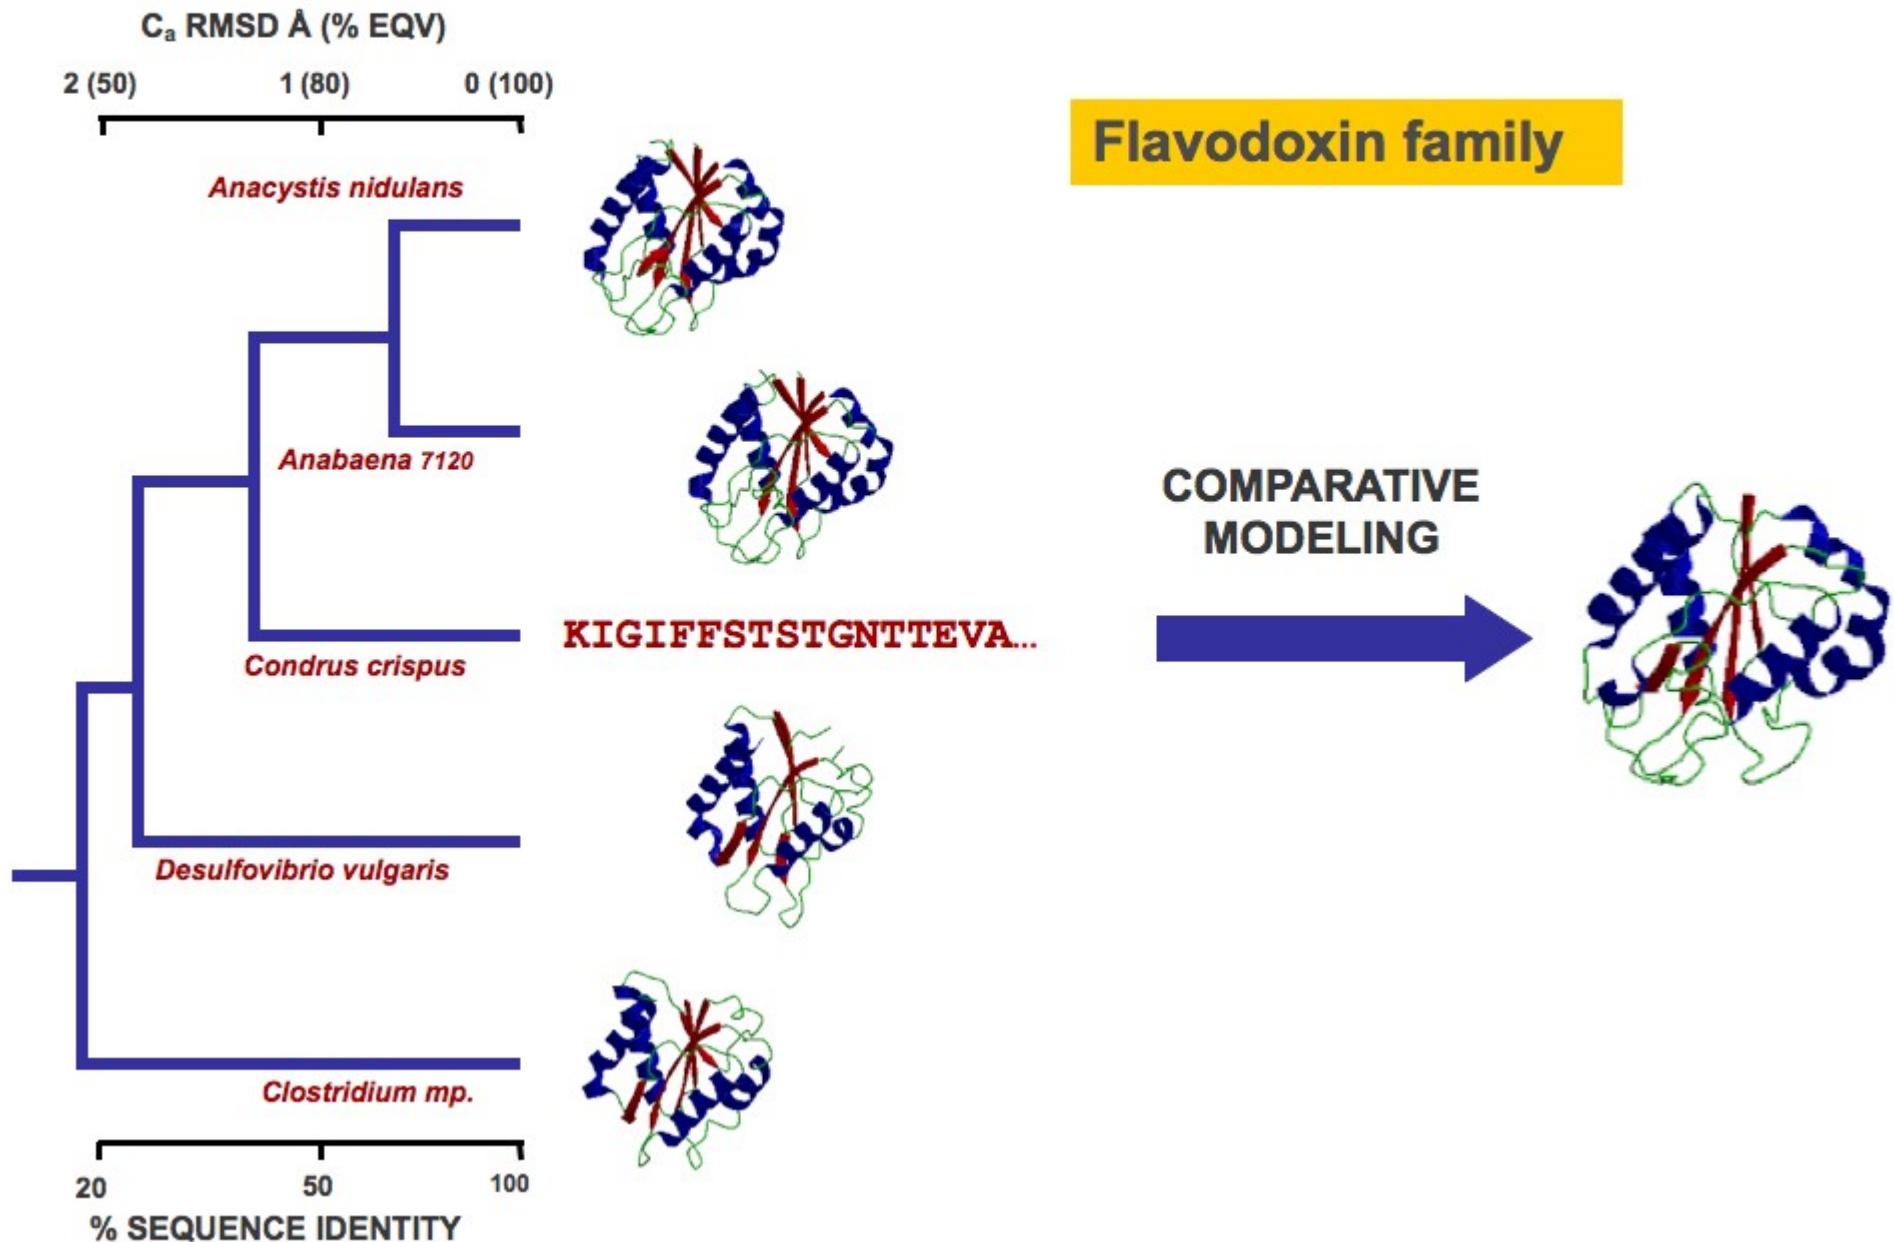 Cₐ RMSD Å (% EQV)
2 (50) 1 (80) 0 (100)
Flavodoxin family
Anacystis nidulans
Anabaena 7120
COMPARATIVE
MODELING
KIGIFFSTSTGNTTEVA...
Condrus crispus
Desulfovibrio vulgaris
Clostridium mp.
20 50 100
% SEQUENCE IDENTITY